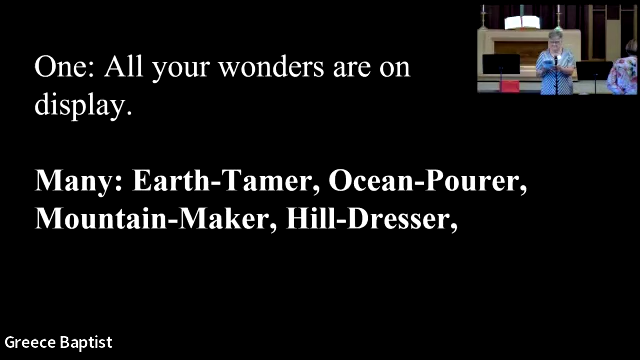 One: All your wonders are on
display.
Many: Earth-Tamer, Ocean-Pourer,
Mountain-Maker, Hill-Dresser,
Greece Baptist